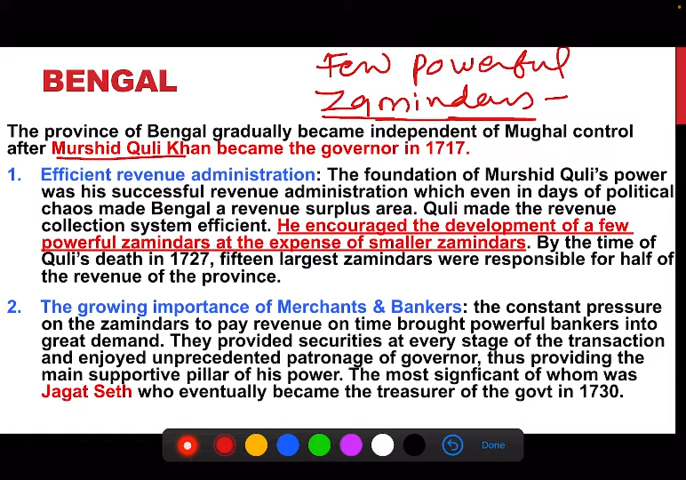 Few powerful
Zamindars -
BENGAL
The province of Bengal gradually became independent of Mughal control
after Murshid Quli Khan became the governor in 1717.
1. Efficient revenue administration: The foundation of Murshid Quli's power
was his successful revenue administration which even in days of political
chaos made Bengal a revenue surplus area. Quli made the revenue
collection system efficient. He encouraged the development of a few
powerful zamindars at the expense of smaller zamindars. By the time of
Quli's death in 1727, fifteen largest zamindars were responsible for half of
the revenue of the province.
2. The growing importance of Merchants & Bankers: the constant pressure
on the zamindars to pay revenue on time brought powerful bankers into
great demand. They provided securities at every stage of the transaction
and enjoyed unprecedented patronage of governor, thus providing the
main supportive pillar of his power. The most signficant of whom was
Jagat Seth who eventually became the treasurer of the govt in 1730.
Done